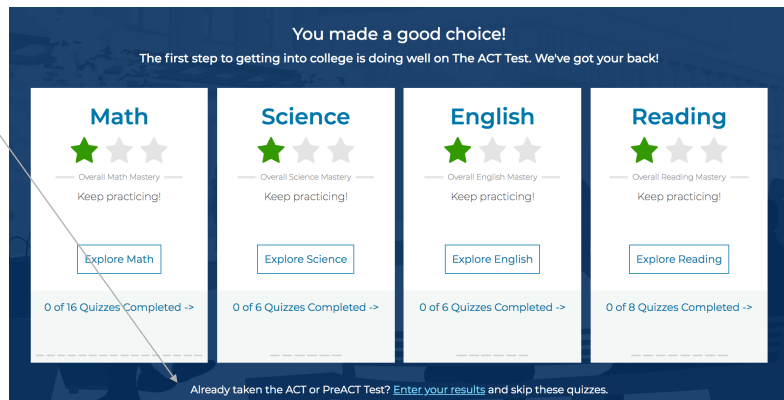 You made a good choice!
The first step to getting into college is doing well on The ACT Test. We've got your back!
Math
Overall Math Mastery
Keep practicing!
Explore Math
0 of 16 Quizzes Completed ->
Science
Overall Science Mastery
Keep practicing!
Explore Science
0 of 6 Quizzes Completed ->
English
Overall English Mastery
Keep practicing!
Explore English
0 of 6 Quizzes Completed ->
Reading
Overall Reading Mastery
Keep practicing!
Explore Reading
0 of 8 Quizzes Completed ->
Already taken the ACT or PreACT Test? Enter your results and skip these quizzes.